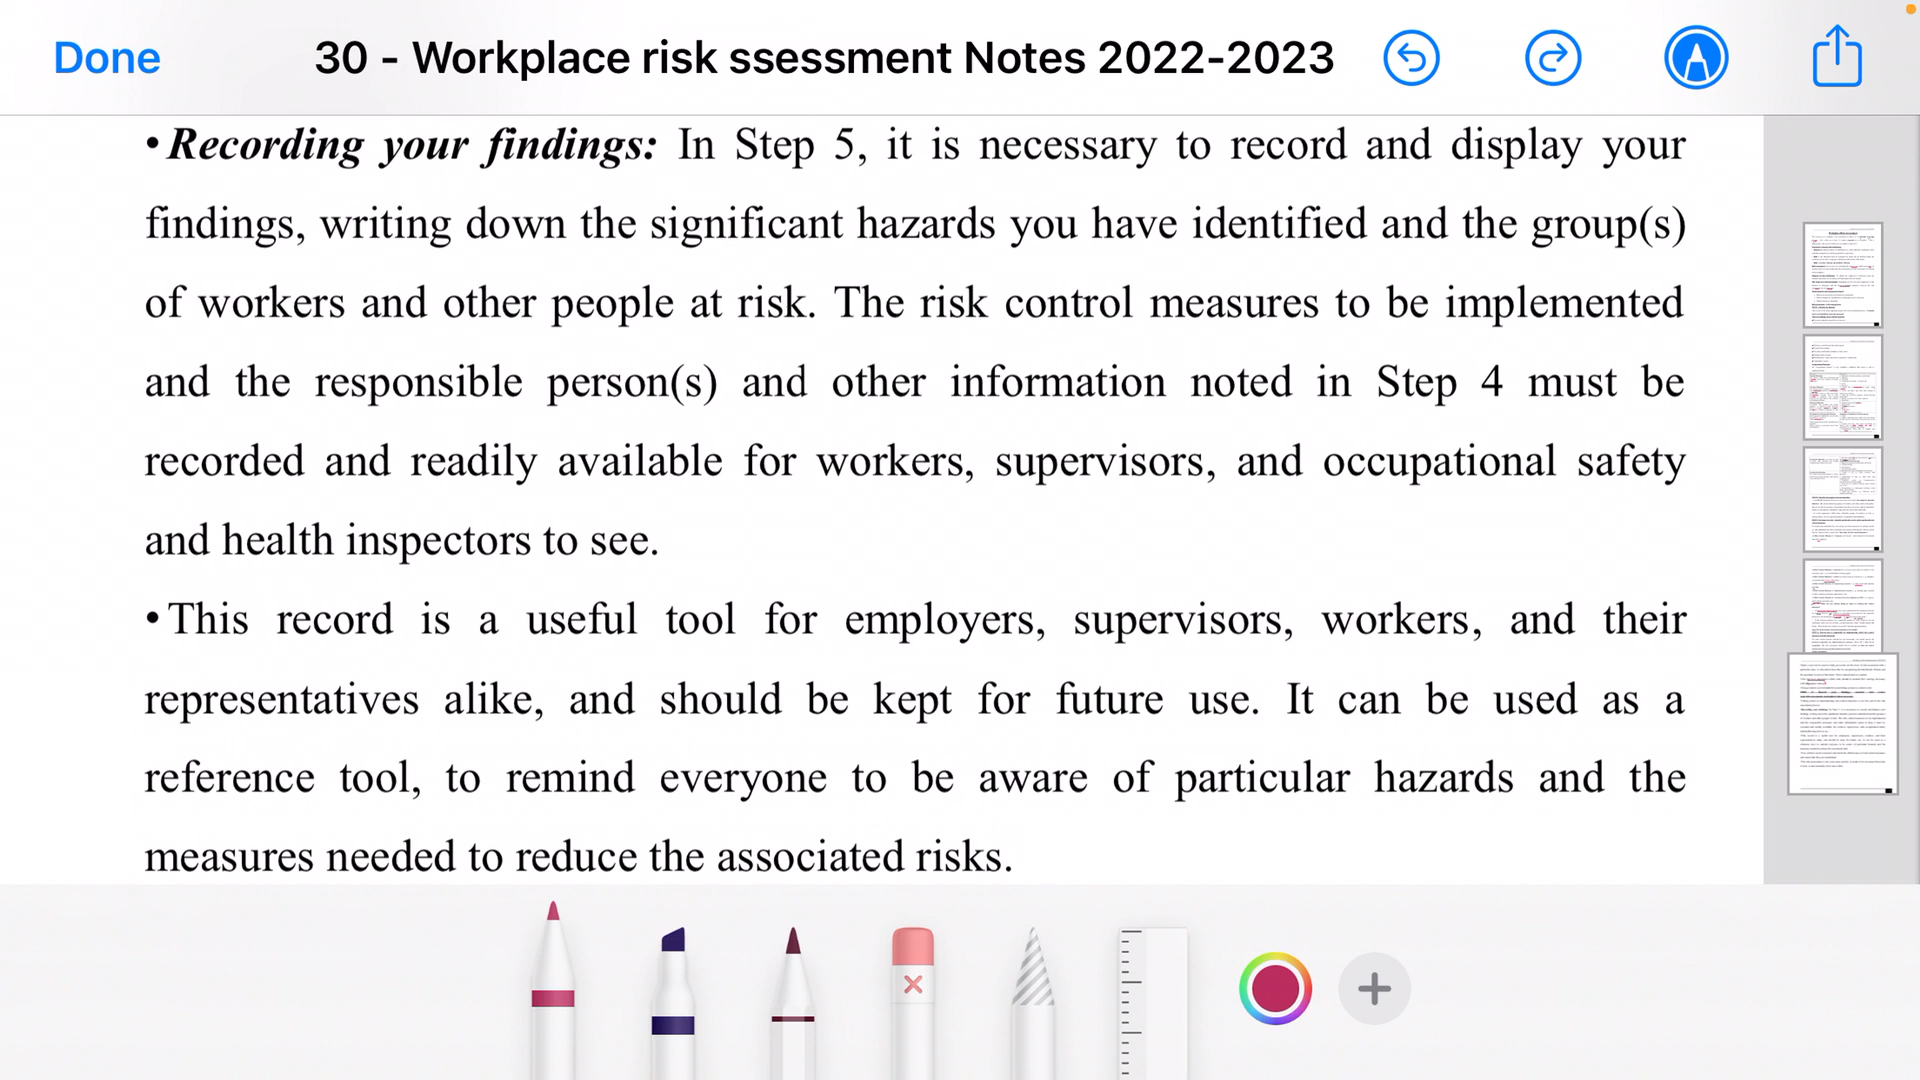 Done
30 - Workplace risk ssessment Notes 2022-2023
•Recording your findings: In Step 5, it is necessary to record and display your
findings, writing down the significant hazards you have identified and the group(s)
of workers and other people at risk. The risk control measures to be implemented
and the responsible person(s) and other information noted in Step 4 must be
recorded and readily available for workers, supervisors, and occupational safety
and health inspectors to see.
•This record is a useful tool for employers, supervisors, workers, and their
representatives alike, and should be kept for future use. It can be used as a
reference tool, to remind everyone to be aware of particular hazards and the
measures needed to reduce the associated risks.